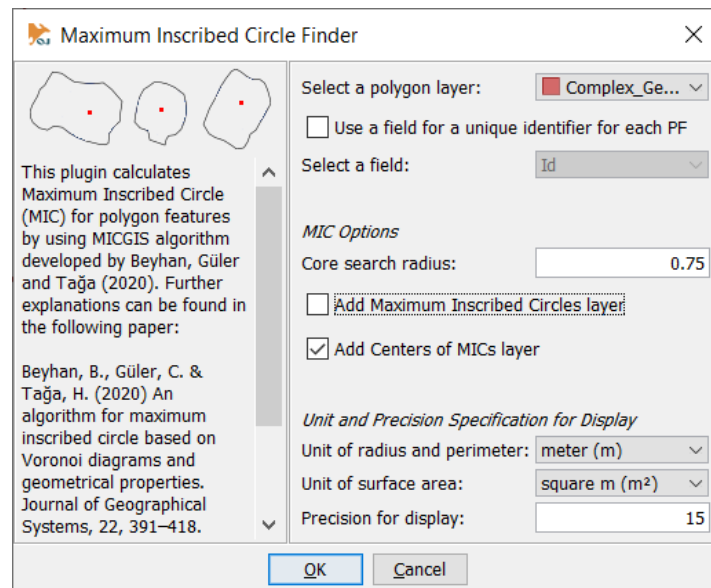 Maximum Inscribed Circle Finder
This plugin calculates
Maximum Inscribed Circle
(MIC) for polygon features
by using MICGIS algorithm
developed by Beyhan, Güler
and Tağa (2020). Further
explanations can be found in
the following paper:
Beyhan, B., Güler, C. &
Tağa, H. (2020) An
algorithm for maximum
inscribed circle based on
Voronoi diagrams and
geometrical properties.
Journal of Geographical
Systems, 22, 391–418.
Select a polygon layer: Complex_Ge...
Use a field for a unique identifier for each PF
Select a field: Id
MIC Options
Core search radius: 0.75
Add Maximum Inscribed Circles layer
Add Centers of MICs layer
Unit and Precision Specification for Display
Unit of radius and perimeter: meter (m)
Unit of surface area: square m (m²)
Precision for display: 15
OK Cancel